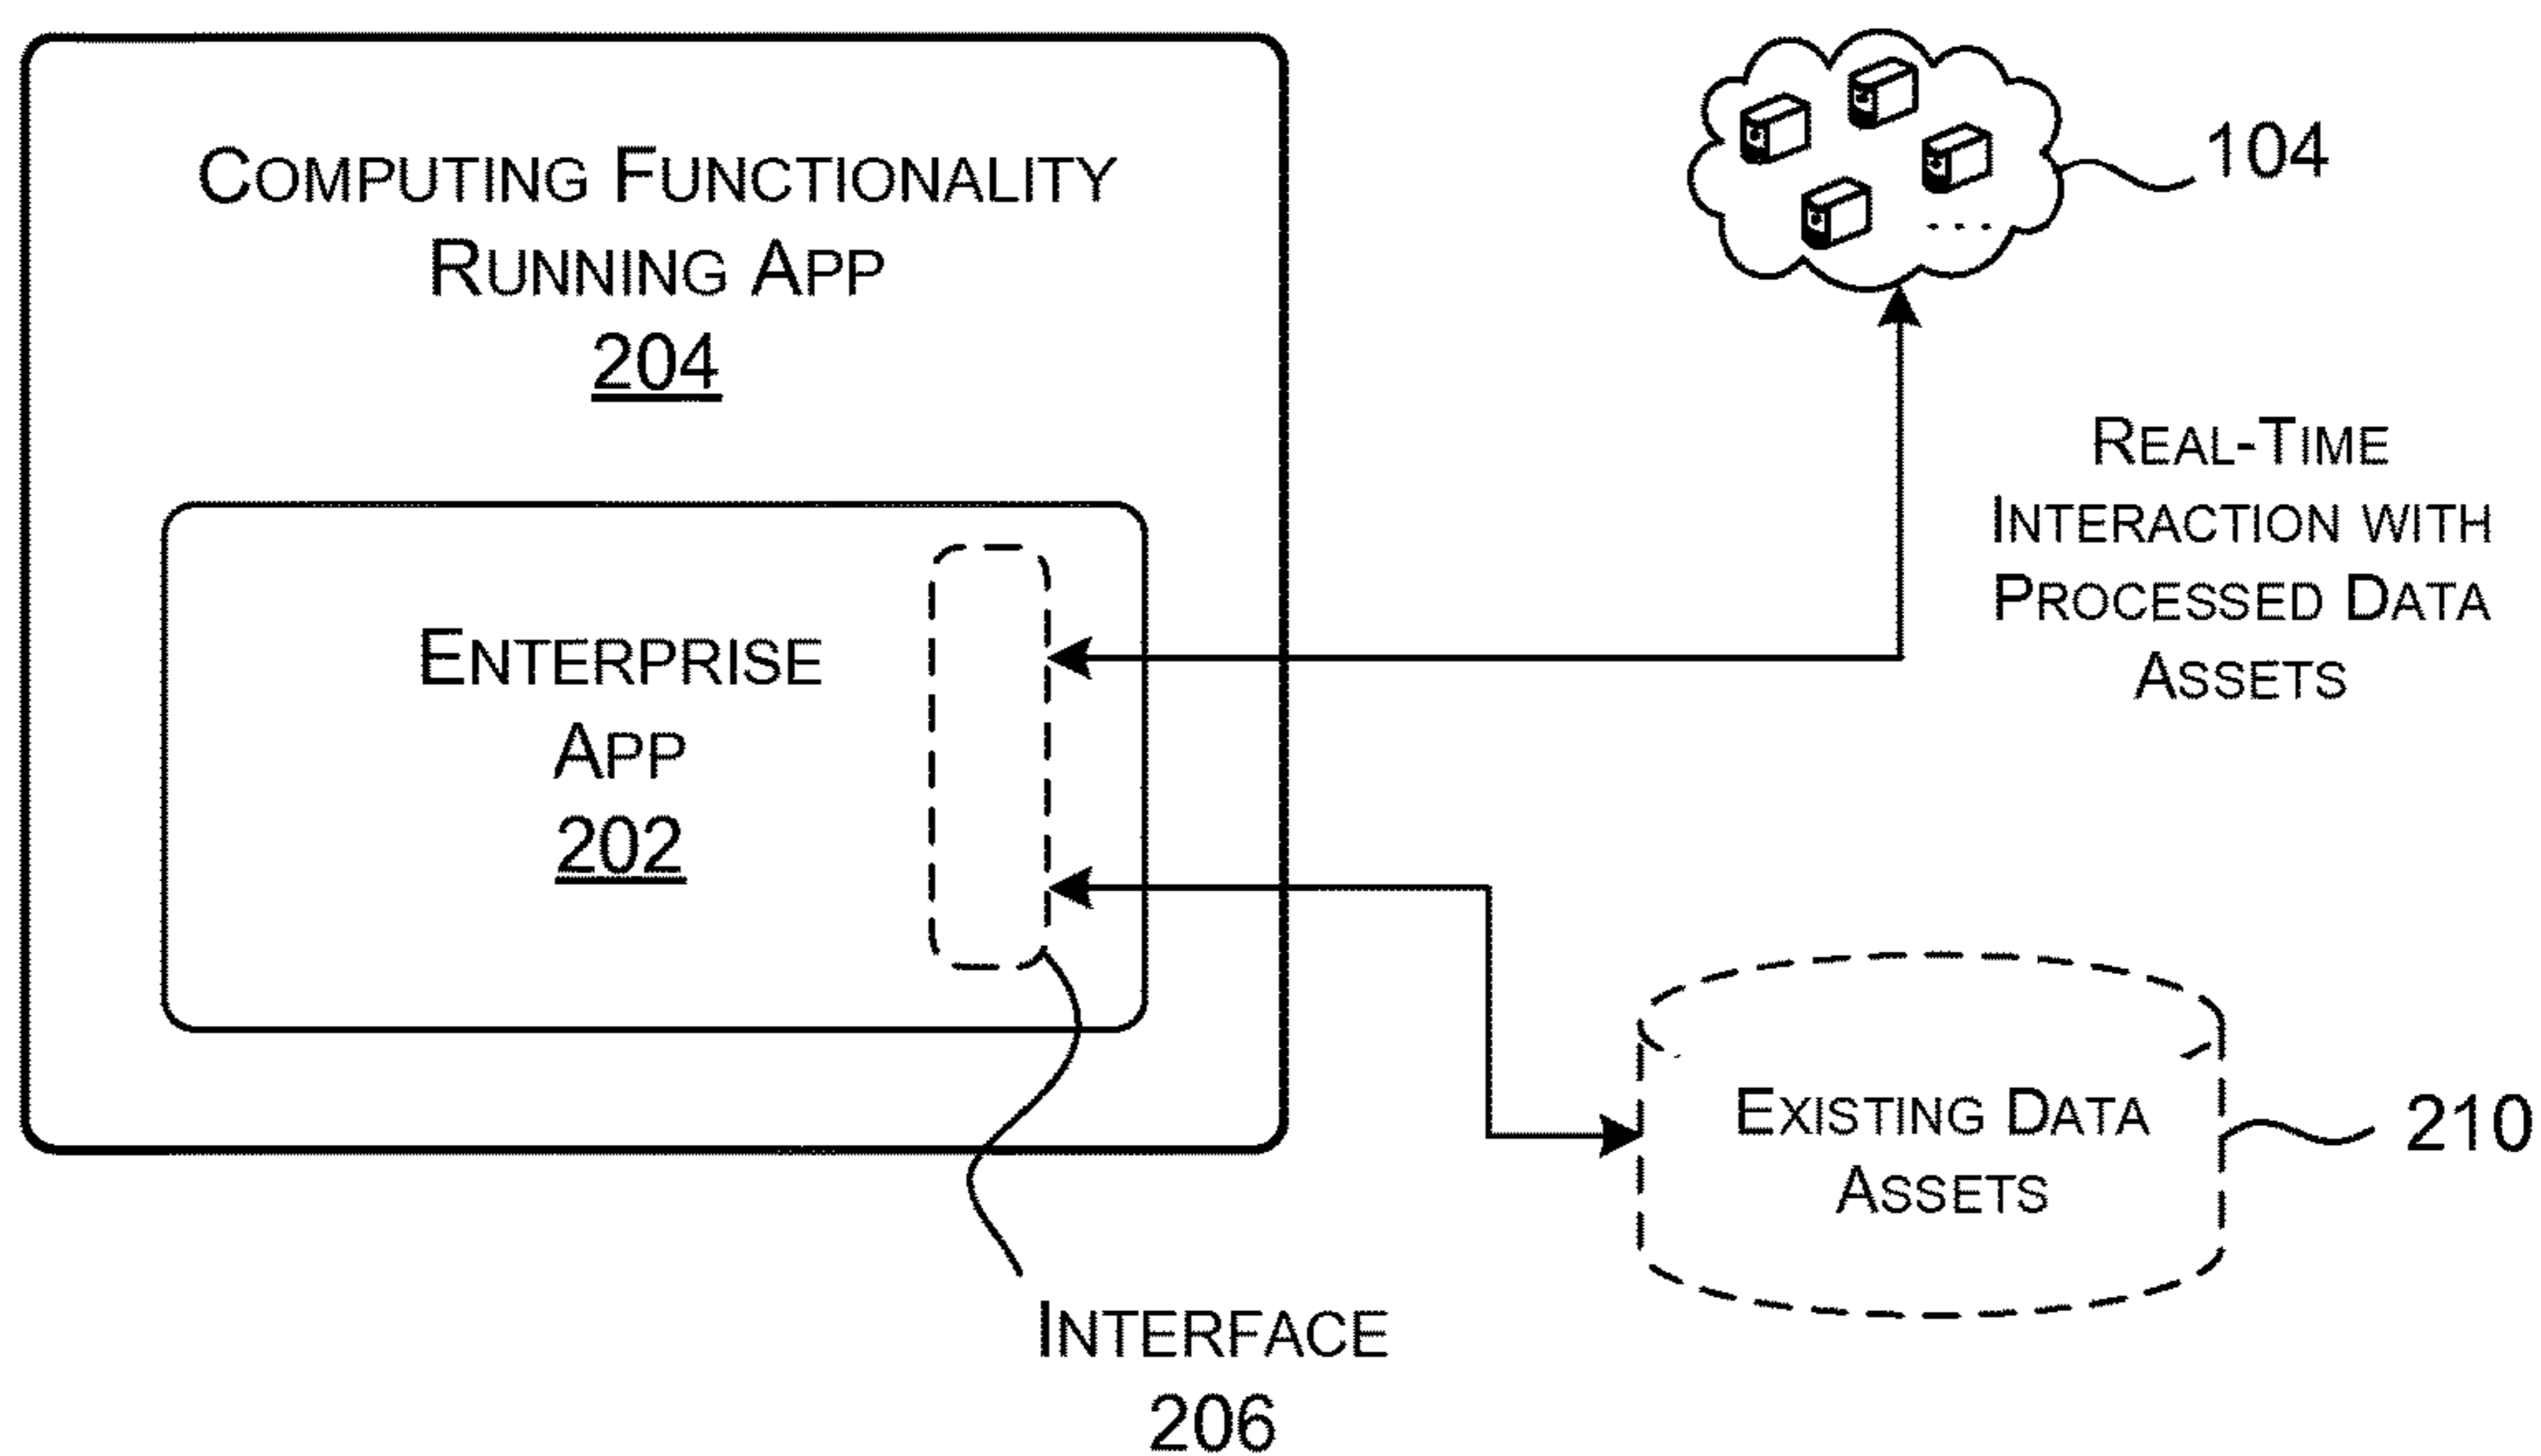 COMPUTING FUNCTIONALITY
RUNNING APP
204
ENTERPRISE
APP
202
INTERFACE
206
104
REAL-TIME
INTERACTION WITH
PROCESSED DATA
ASSETS
EXISTING DATA
ASSETS
210